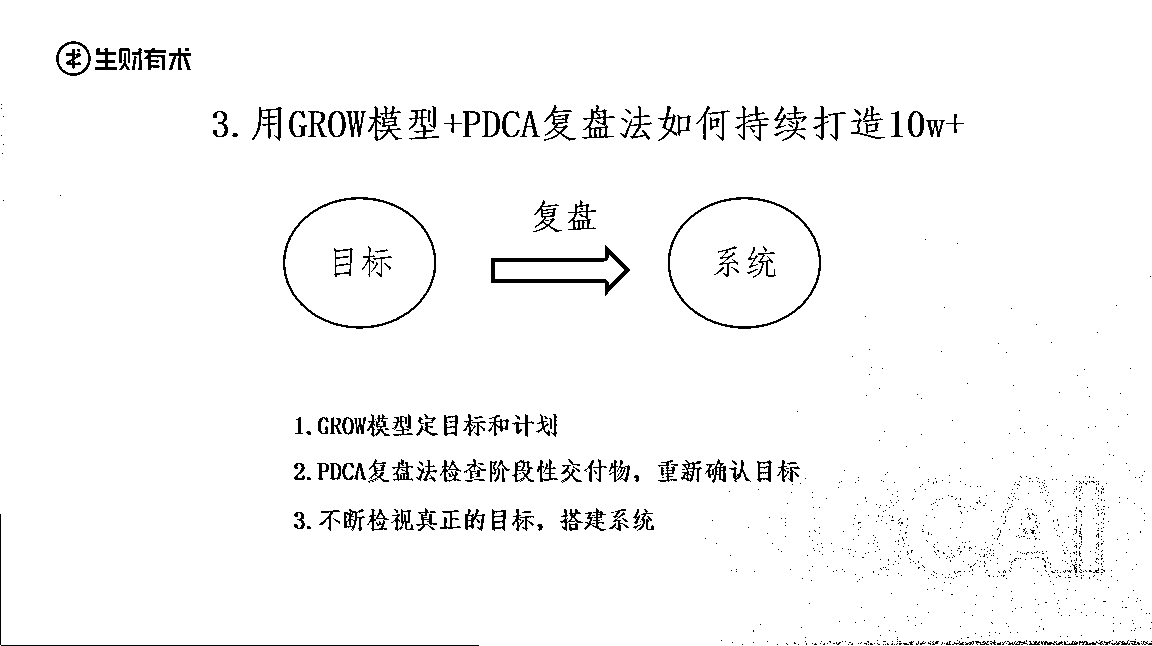 生财有术
3.用GROW模型+PDCA复盘法如何持续打造10w+
复盘
目标
系统
1.GROW模型定目标和计划
2.PDCA复盘法检查阶段性交付物，重新确认目标
3.不断检视真正的目标，搭建系统
CAI